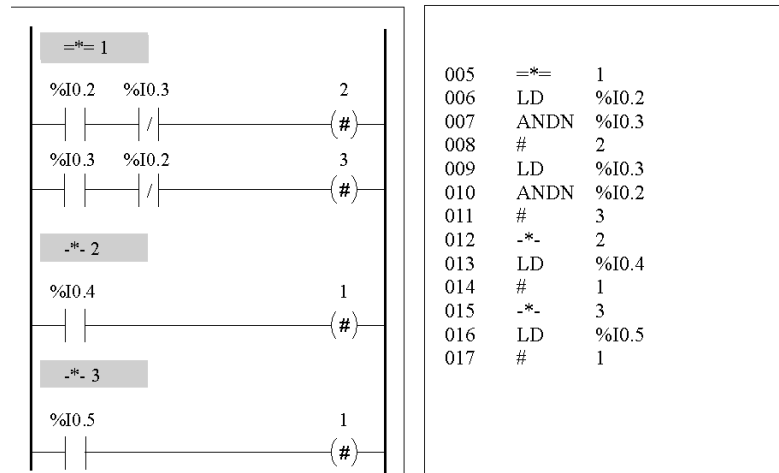 =*= 1
%I0.2 %I0.3 2
/ (#)
%I0.3 %I0.2 3
/ (#)
-*- 2
%I0.4 1
(#)
-*- 3
%I0.5 1
(#)
005 =*= 1
006 LD %I0.2
007 ANDN %I0.3
008 # 2
009 LD %I0.3
010 ANDN %I0.2
011 # 3
012 -*- 2
013 LD %I0.4
014 # 1
015 -*- 3
016 LD %I0.5
017 # 1